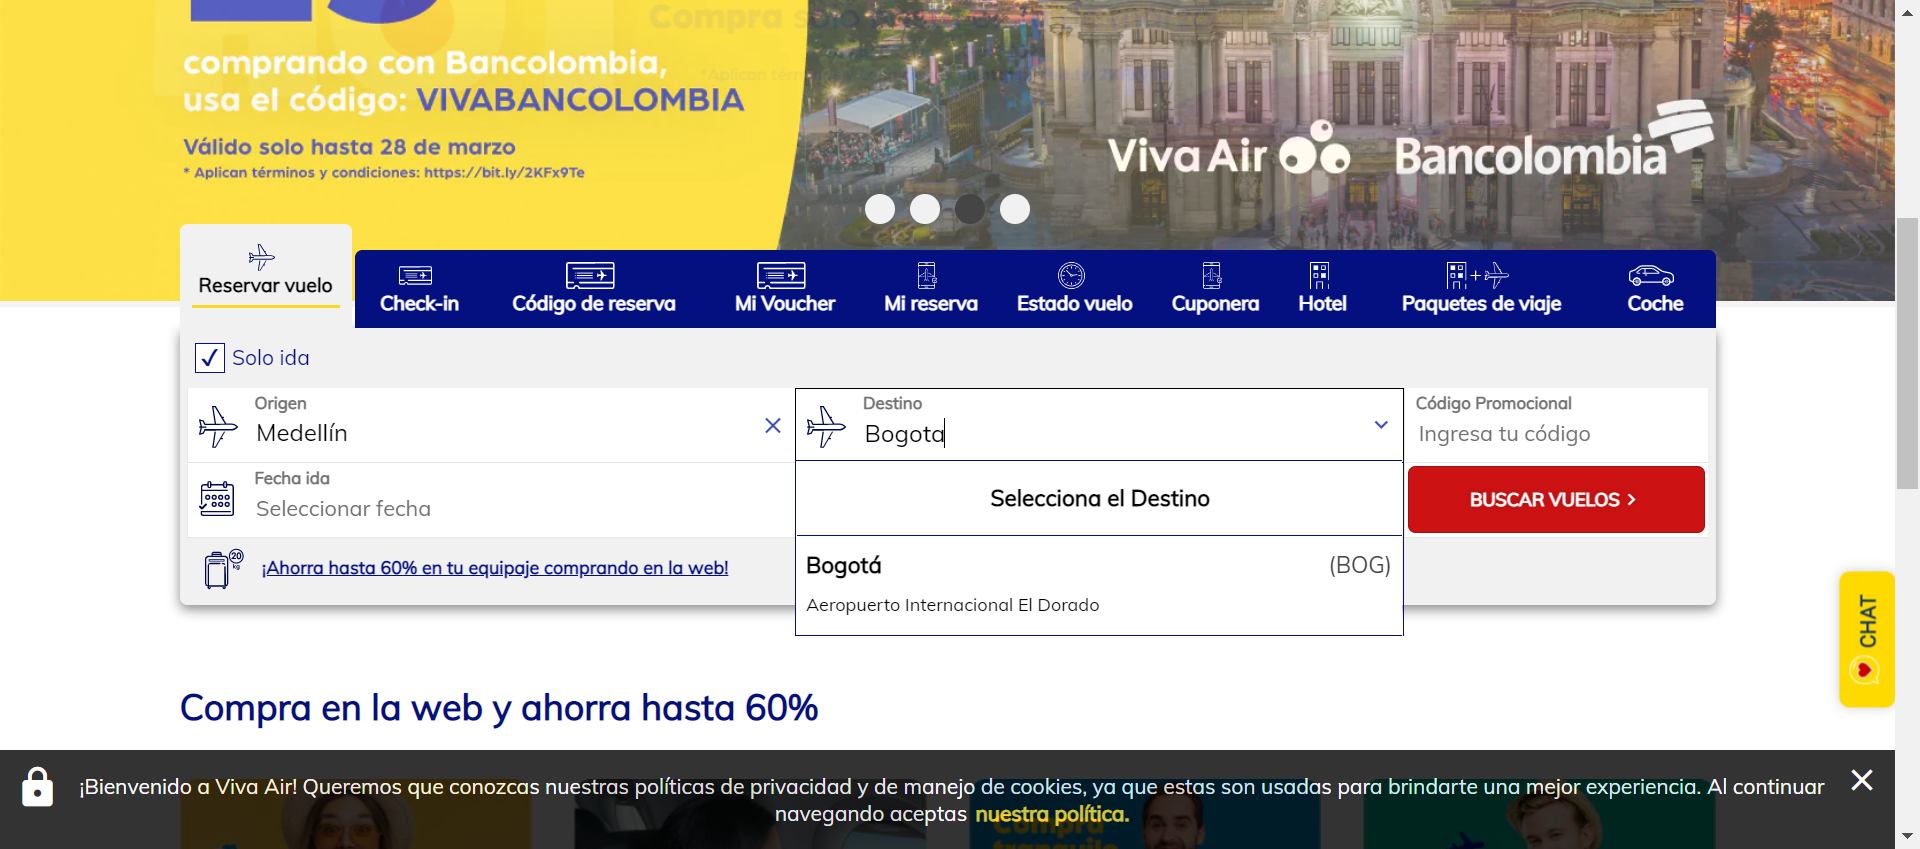 comprando con Bancolombia,
usa el código: VIVABANCOLOMBIA
Válido solo hasta 28 de marzo
* Aplican términos y condiciones: https://bit.ly/2KFx9Te
Viva Air Bancolombia
Reservar vuelo
Check-in
Código de reserva
Mi Voucher
Mi reserva
Estado vuelo
Cuponera
Hotel
Paquetes de viaje
Coche
Solo ida
Origen
Medellín
Destino
Bogota
Código Promocional
Ingresa tu código
Fecha ida
Seleccionar fecha
Selecciona el Destino
BUSCAR VUELOS
Bogotá (BOG)
Aeropuerto Internacional El Dorado
20
kg
¡Ahorra hasta 60% en tu equipaje comprando en la web!
CHAT
Compra en la web y ahorra hasta 60%
¡Bienvenido a Viva Air! Queremos que conozcas nuestras políticas de privacidad y de manejo de cookies, ya que estas son usadas para brindarte una mejor experiencia. Al continuar
navegando aceptas nuestra política.
Compra
tranquilo